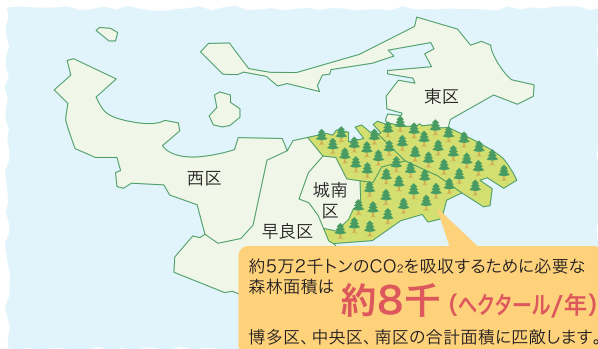 東区
西区
城南
区
早良区
約5万2千トンのCO₂を吸収するために必要な
森林面積は 約8千(ヘクタール/年)
博多区、中央区、南区の合計面積に匹敵します。